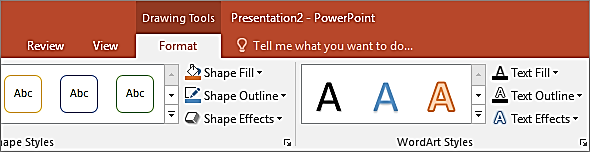 Drawing Tools Presentation2 - PowerPoint
Review View Format Tell me what you want to do...
Abc Abc Abc Shape Fill A A A A Text Fill
Shape Outline A Text Outline
Shape Effects A Text Effects
hape Styles WordArt Styles